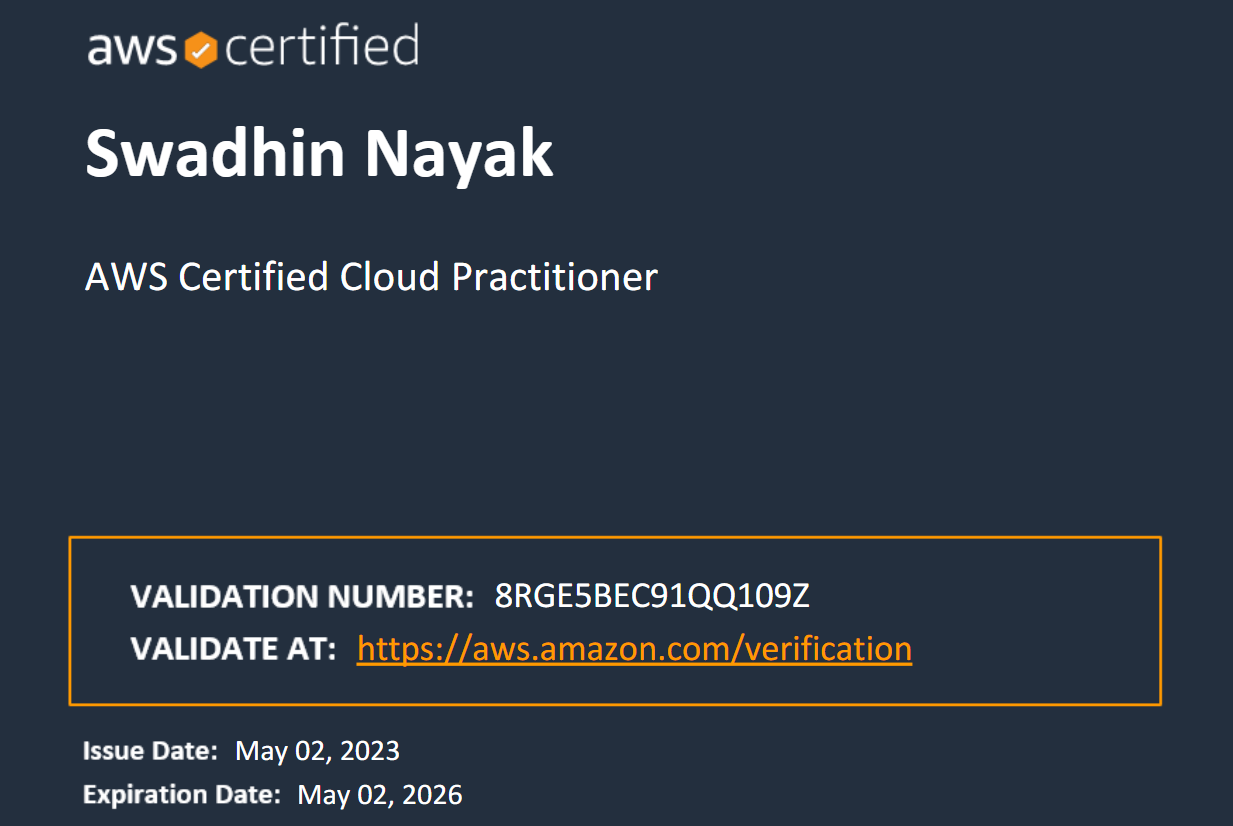 aws certified
Swadhin Nayak
AWS Certified Cloud Practitioner
VALIDATION NUMBER: 8RGE5BEC91QQ109Z
VALIDATE AT: https://aws.amazon.com/verification
Issue Date: May 02, 2023
Expiration Date: May 02, 2026